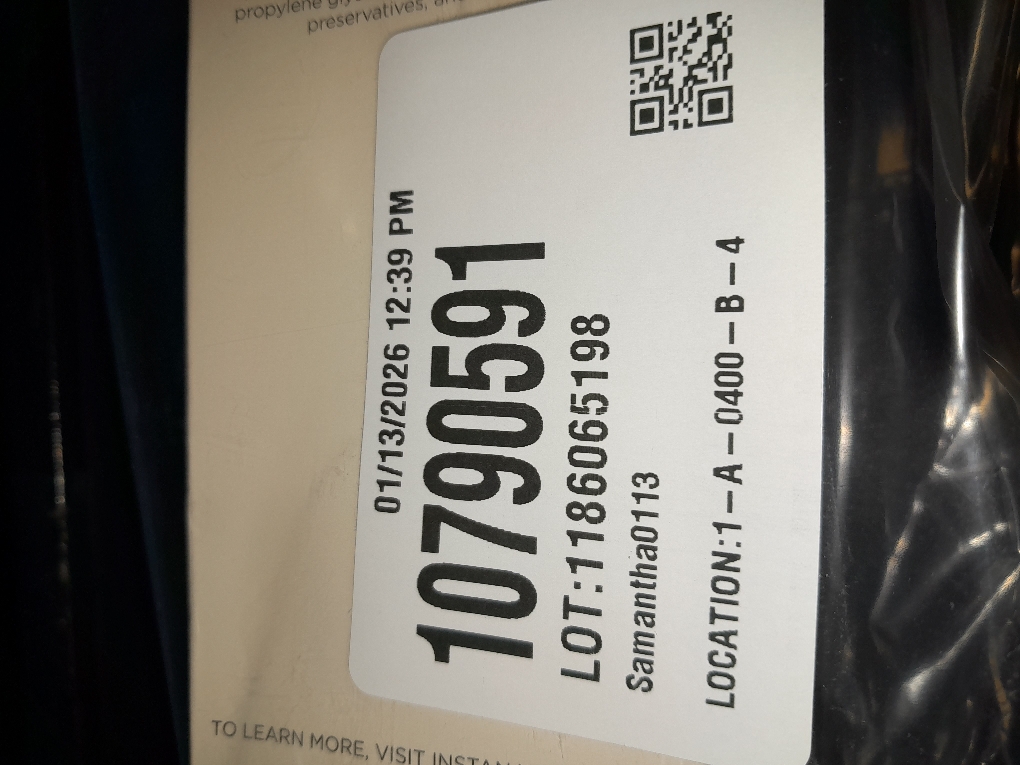 propylene
preservatives,
01/13/2026 12:39 PM
10790591
LOT:1186065198
Samantha0113
LOCATION:1-A-0400-B-4
TO LEARN MORE, VISIT